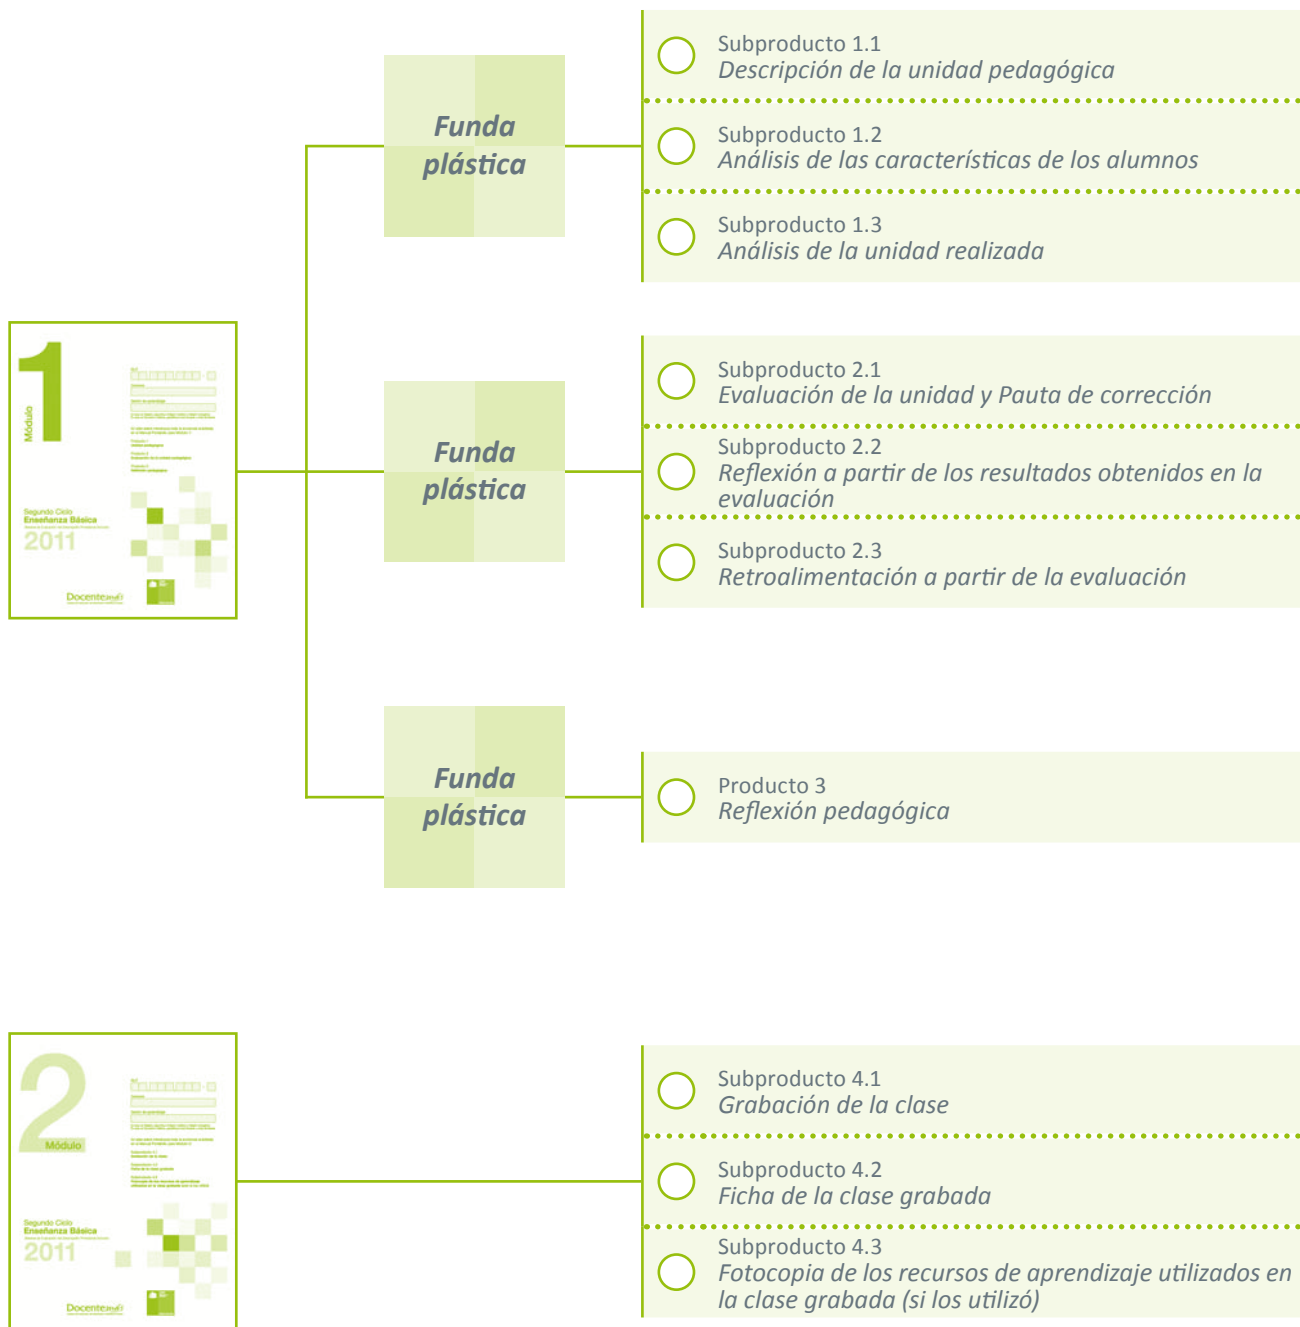 Funda
plástica
Subproducto 1.1
Descripción de la unidad pedagógica
Subproducto 1.2
Análisis de las características de los alumnos
Subproducto 1.3
Análisis de la unidad realizada
1
Módulo
Segundo Ciclo
Enseñanza Básica
2011
Funda
plástica
Subproducto 2.1
Evaluación de la unidad y Pauta de corrección
Subproducto 2.2
Reflexión a partir de los resultados obtenidos en la
evaluación
Subproducto 2.3
Retroalimentación a partir de la evaluación
Funda
plástica
Producto 3
Reflexión pedagógica
2
Módulo
Segundo Ciclo
Enseñanza Básica
2011
Subproducto 4.1
Grabación de la clase
Subproducto 4.2
Ficha de la clase grabada
Subproducto 4.3
Fotocopia de los recursos de aprendizaje utilizados en
la clase grabada (si los utilizó)